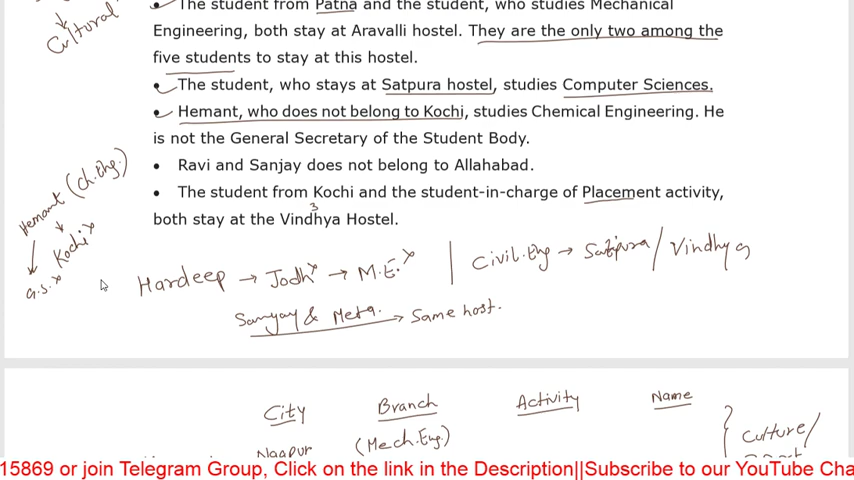 • The student from Patna and the student, who studies Mechanical
Cultural
Engineering, both stay at Aravalli hostel. They are the only two among the
five students to stay at this hostel.
• The student, who stays at Satpura hostel, studies Computer Sciences.
• Hemant, who does not belong to Kochi, studies Chemical Engineering. He
is not the General Secretary of the Student Body.
• Ravi and Sanjay does not belong to Allahabad.
• The student from Kochi and the student-in-charge of Placement activity,
3
both stay at the Vindhya Hostel.
Hemant (Ch.Eng.)
Kochi x
G.S. x
Hardeep → Jodh x → M.E. x | Civil.Eng → Satpura / Vindhya
Sanjay & → Same host.
City Branch Activity Name
Nagpur (Mech.Eng.) } Culture/
15869 or join Telegram Group, Click on the link in the Description||Subscribe to our YouTube Cha